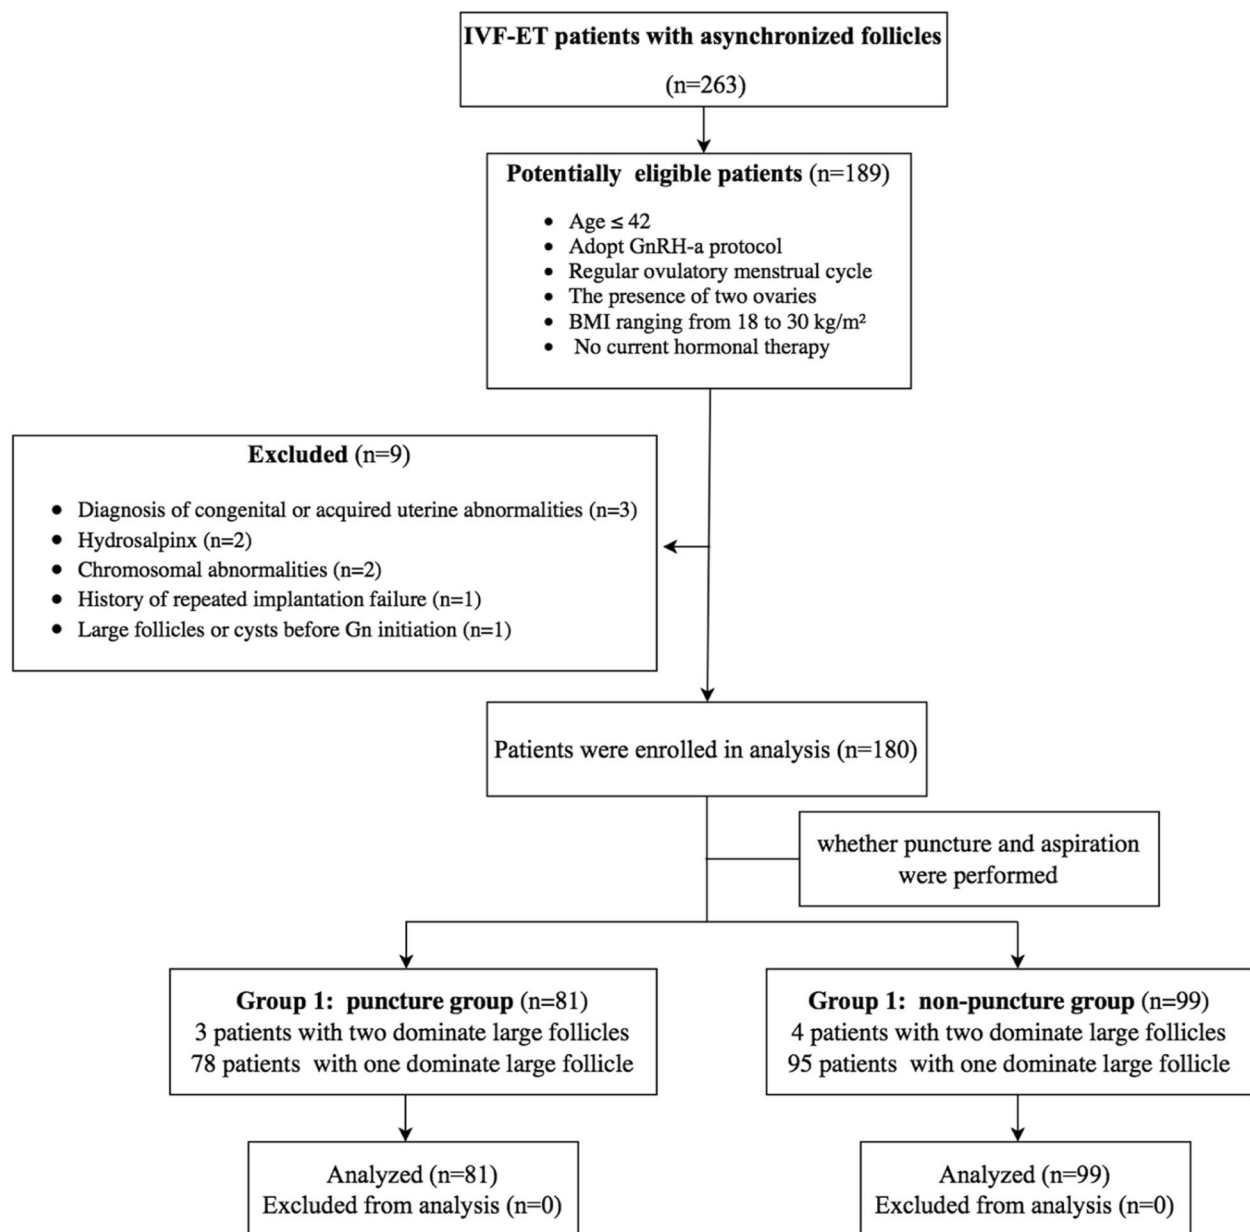 IVF-ET patients with asynchronized follicles
(n=263)
Potentially eligible patients (n=189)
• Age ≤ 42
• Adopt GnRH-a protocol
• Regular ovulatory menstrual cycle
• The presence of two ovaries
• BMI ranging from 18 to 30 kg/m²
• No current hormonal therapy
Excluded (n=9)
• Diagnosis of congenital or acquired uterine abnormalities (n=3)
• Hydrosalpinx (n=2)
• Chromosomal abnormalities (n=2)
• History of repeated implantation failure (n=1)
• Large follicles or cysts before Gn initiation (n=1)
Patients were enrolled in analysis (n=180)
whether puncture and aspiration
were performed
Group 1: puncture group (n=81)
3 patients with two dominate large follicles
78 patients with one dominate large follicle
Group 1: non-puncture group (n=99)
4 patients with two dominate large follicles
95 patients with one dominate large follicle
Analyzed (n=81)
Excluded from analysis (n=0)
Analyzed (n=99)
Excluded from analysis (n=0)